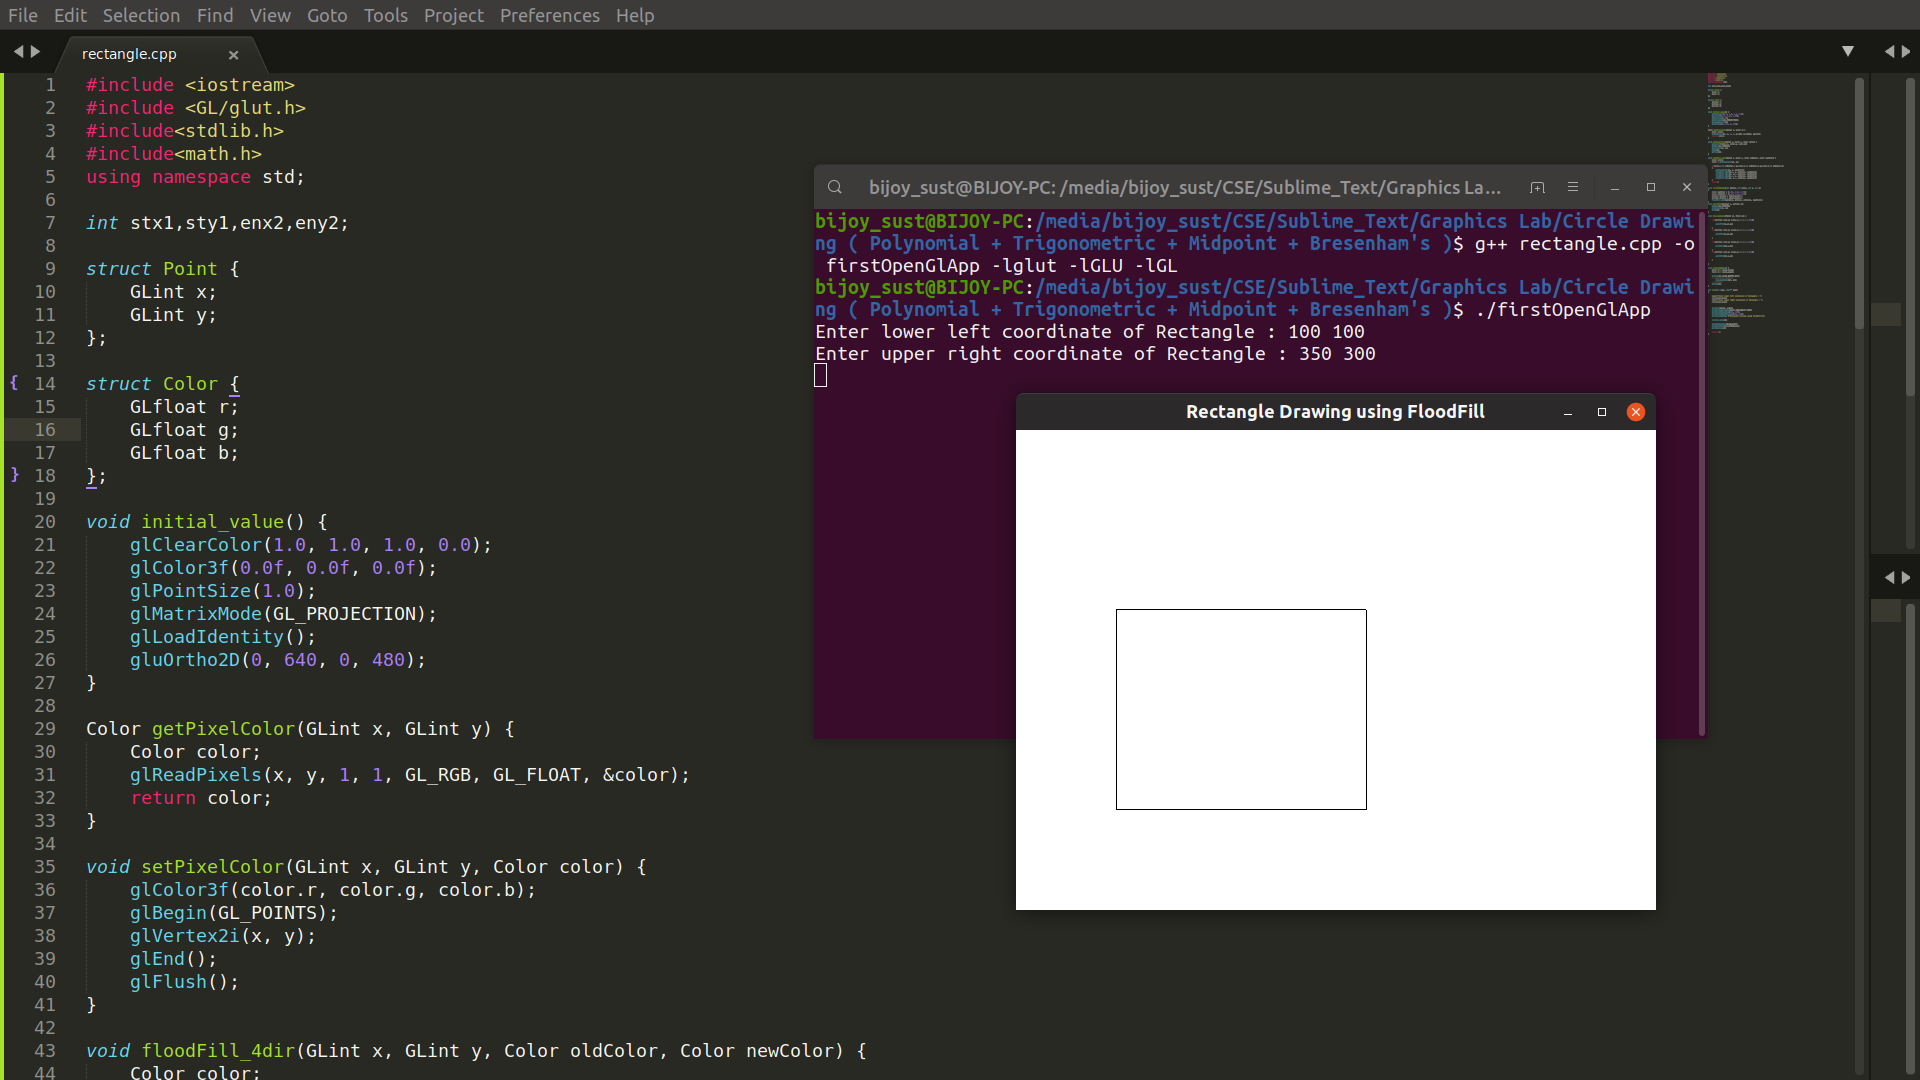 File Edit Selection Find View Goto Tools Project Preferences Help
rectangle.cpp
1 #include <iostream>
2 #include <GL/glut.h>
3 #include<stdlib.h>
4 #include<math.h>
5 using namespace std;
6
7 int stx1,sty1,enx2,eny2;
8
9 struct Point {
10 GLint x;
11 GLint y;
12 };
13
14 struct Color {
15 GLfloat r;
16 GLfloat g;
17 GLfloat b;
18 };
19
20 void initial_value() {
21 glClearColor(1.0, 1.0, 1.0, 0.0);
22 glColor3f(0.0f, 0.0f, 0.0f);
23 glPointSize(1.0);
24 glMatrixMode(GL_PROJECTION);
25 glLoadIdentity();
26 gluOrtho2D(0, 640, 0, 480);
27 }
28
29 Color getPixelColor(GLint x, GLint y) {
30 Color color;
31 glReadPixels(x, y, 1, 1, GL_RGB, GL_FLOAT, &color);
32 return color;
33 }
34
35 void setPixelColor(GLint x, GLint y, Color color) {
36 glColor3f(color.r, color.g, color.b);
37 glBegin(GL_POINTS);
38 glVertex2i(x, y);
39 glEnd();
40 glFlush();
41 }
42
43 void floodFill_4dir(GLint x, GLint y, Color oldColor, Color newColor) {
44 Color color;
bijoy_sust@BIJOY-PC: /media/bijoy_sust/CSE/Sublime_Text/Graphics La...
bijoy_sust@BIJOY-PC:/media/bijoy_sust/CSE/Sublime_Text/Graphics Lab/Circle Drawi
ng ( Polynomial + Trigonometric + Midpoint + Bresenham's )$ g++ rectangle.cpp -o
firstOpenGlApp -lglut -lGLU -lGL
bijoy_sust@BIJOY-PC:/media/bijoy_sust/CSE/Sublime_Text/Graphics Lab/Circle Drawi
ng ( Polynomial + Trigonometric + Midpoint + Bresenham's )$ ./firstOpenGlApp
Enter lower left coordinate of Rectangle : 100 100
Enter upper right coordinate of Rectangle : 350 300
Rectangle Drawing using FloodFill